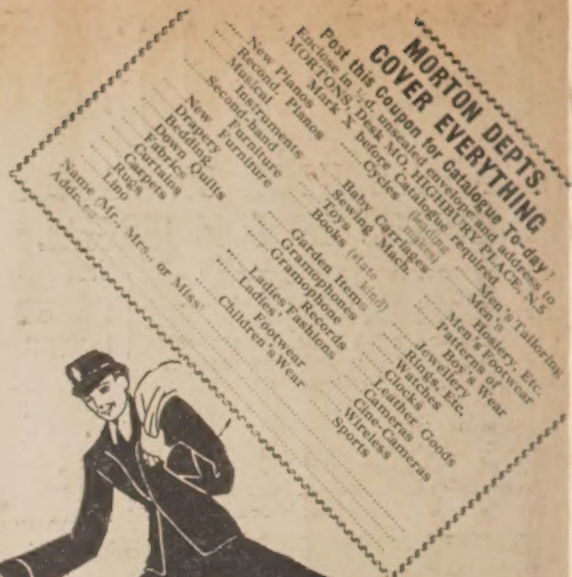 MORTON DEPTS.
COVER EVERYTHING
Post this Coupon for Catalogue To-day!
Enclose in ½d. unsealed envelope and address to
MORTONS, Desk MO, HIGHBURY PLACE, N.5
Mark X before Catalogue required
...... New Pianos
...... Recond. Pianos
...... Musical
Instruments
...... Second-hand
Furniture
...... New Furniture
...... Drapery
...... Bedding
...... Down Quilts
...... Fabrics
...... Curtains
...... Carpets
...... Rugs
...... Lino
...... Cycles (leading
makes)
...... Baby Carriages
...... Sewing Mach.
...... Toys
...... Books (state
kind)
...... Garden Items
...... Gramophones
...... Gramophone
Records
...... Ladies' Fashions
...... Ladies'
Footwear
...... Children's Wear
...... Men's Tailoring
...... Men's
Hosiery, Etc.
...... Men's Footwear
...... Patterns of
Boy's Wear
...... Jewellery
...... Rings, Etc.
...... Watches
...... Clocks
...... Leather Goods
...... Cameras
...... Cine-Cameras
...... Wireless
...... Sports
Name (Mr., Mrs., or Miss)
Address